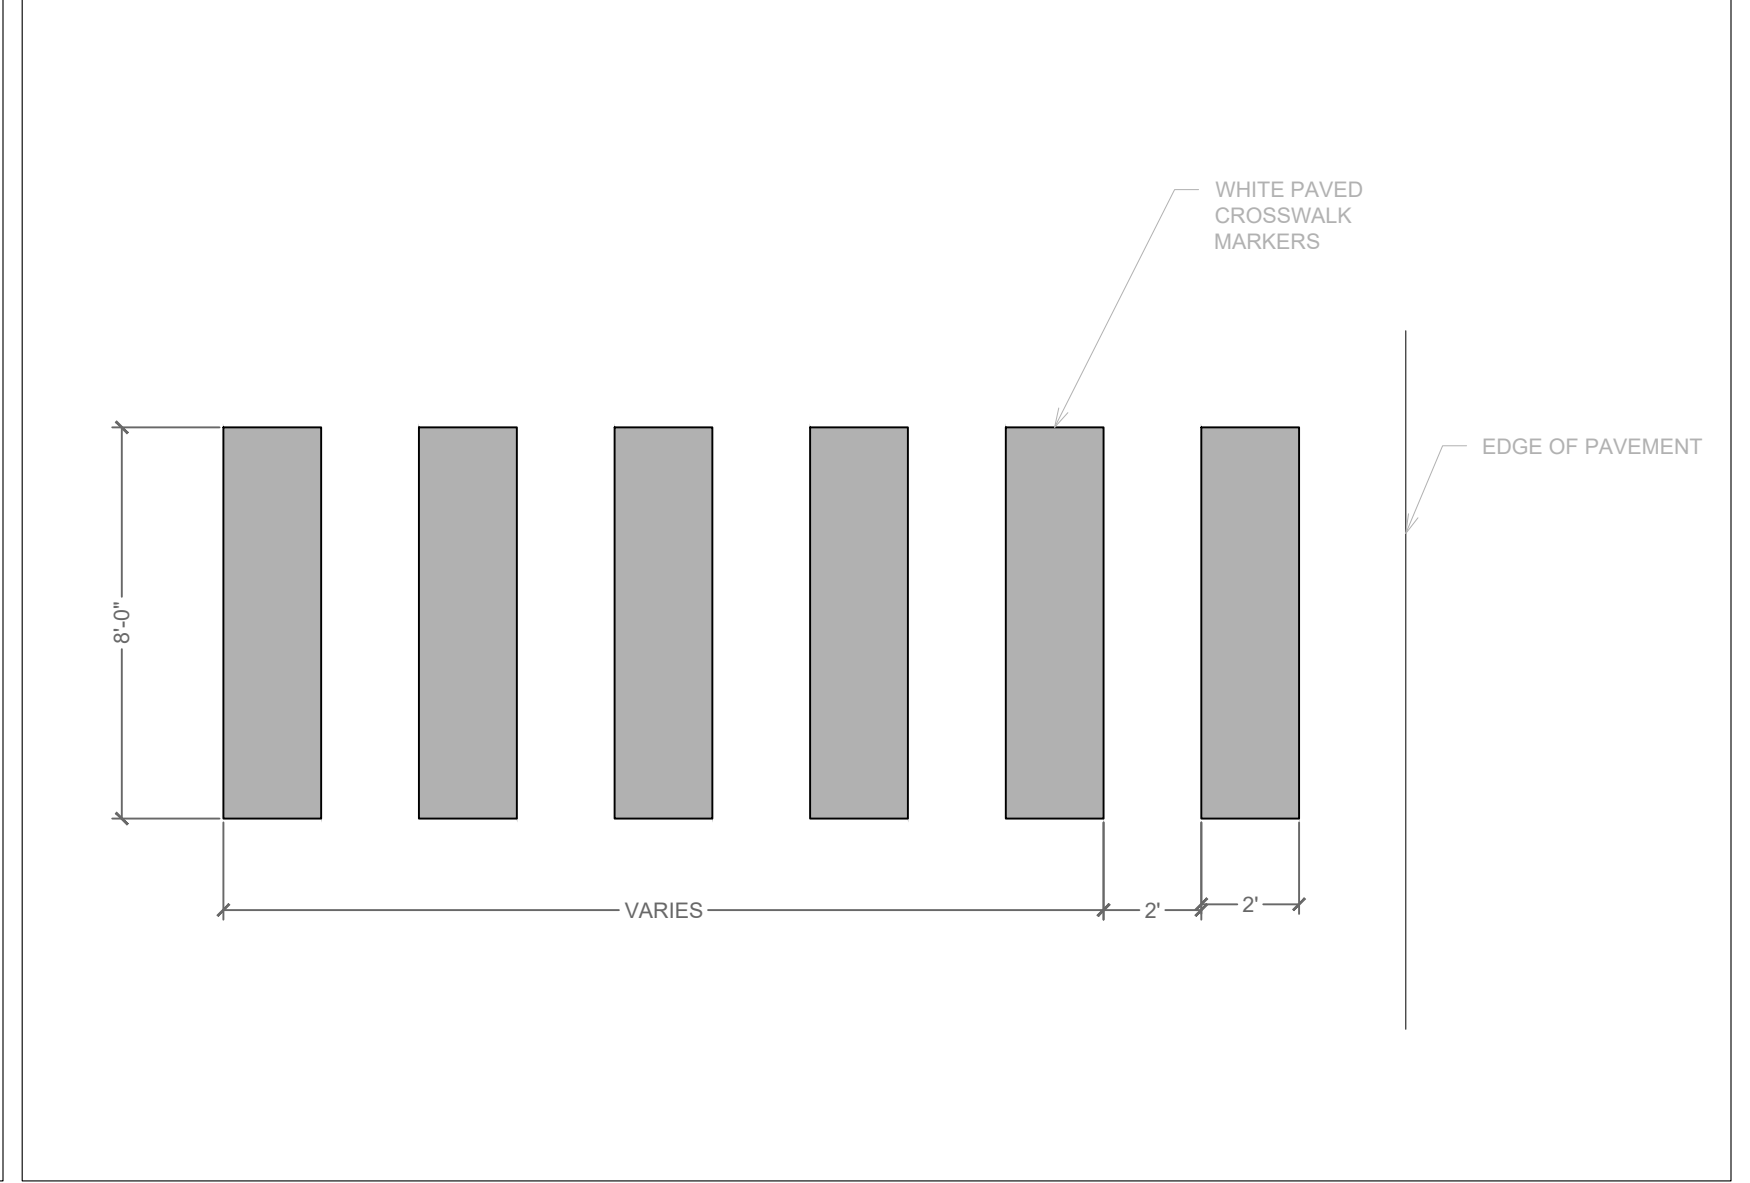 WHITE PAVED
CROSSWALK
MARKERS
EDGE OF PAVEMENT
8'-0"
VARIES
2'
2'